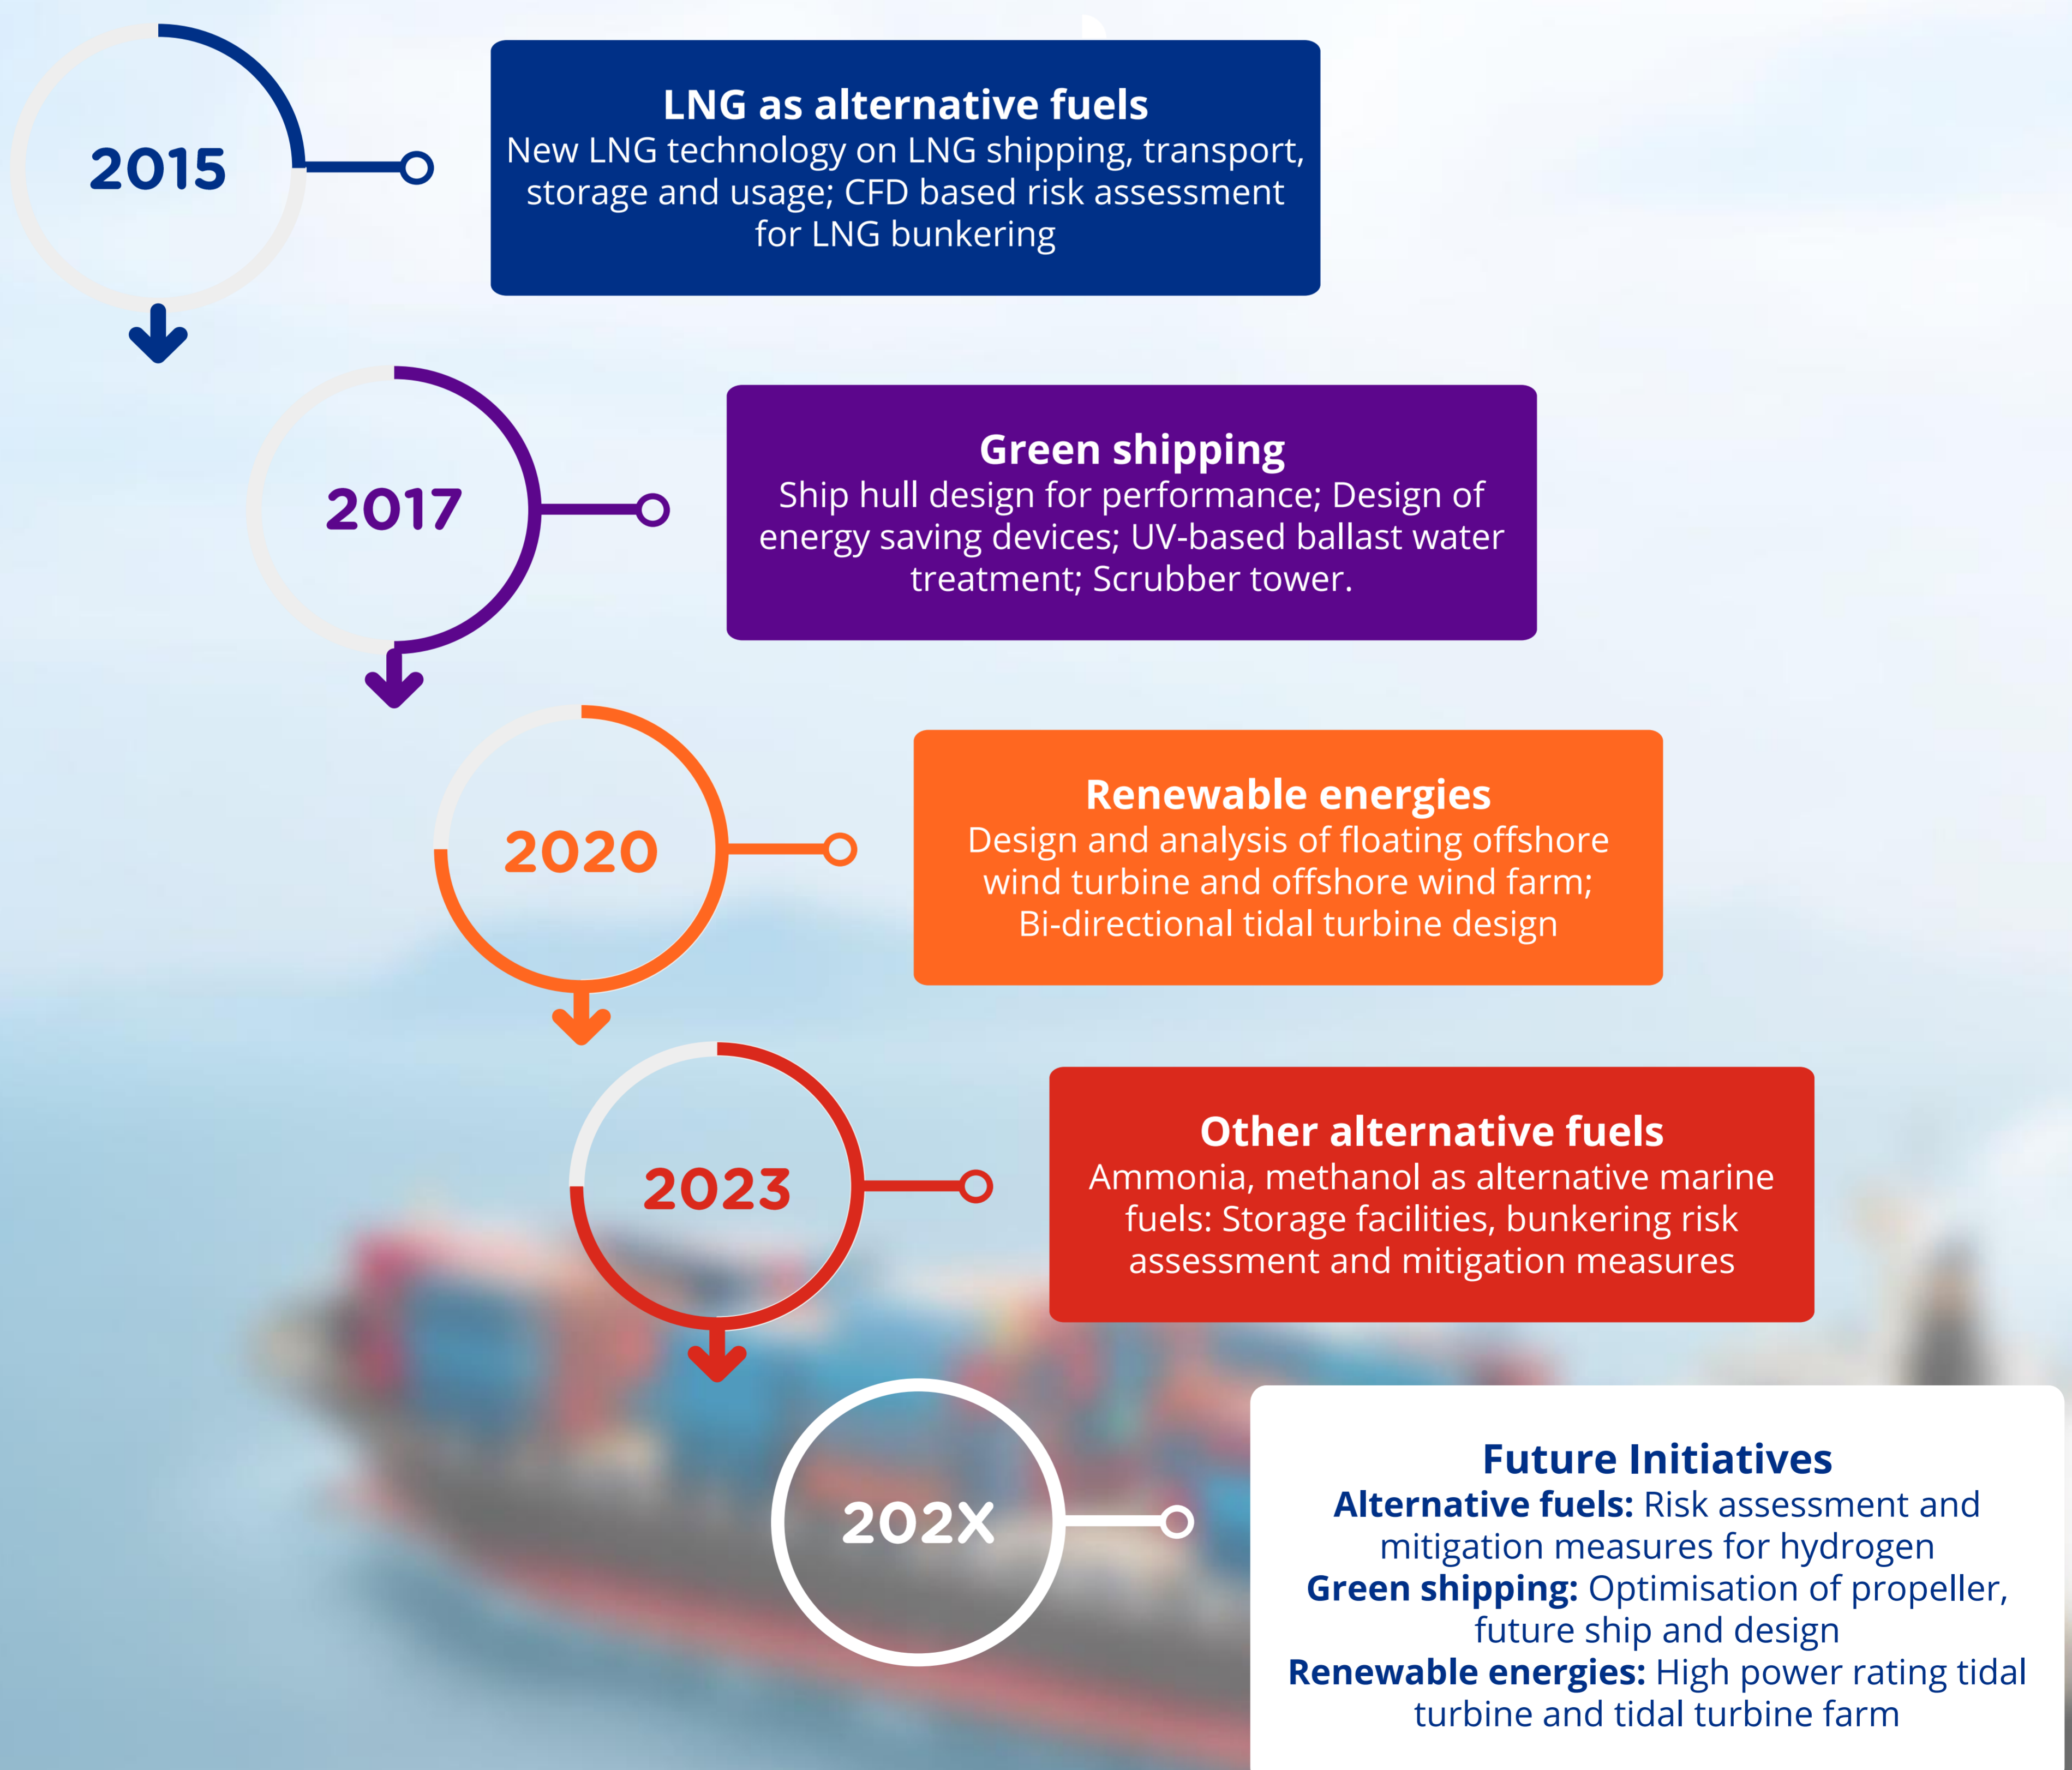 2015
LNG as alternative fuels
New LNG technology on LNG shipping, transport,
storage and usage; CFD based risk assessment
for LNG bunkering
2017
Green shipping
Ship hull design for performance; Design of
energy saving devices; UV-based ballast water
treatment; Scrubber tower.
2020
Renewable energies
Design and analysis of floating offshore
wind turbine and offshore wind farm;
Bi-directional tidal turbine design
2023
Other alternative fuels
Ammonia, methanol as alternative marine
fuels: Storage facilities, bunkering risk
assessment and mitigation measures
202X
Future Initiatives
Alternative fuels: Risk assessment and
mitigation measures for hydrogen
Green shipping: Optimisation of propeller,
future ship and design
Renewable energies: High power rating tidal
turbine and tidal turbine farm